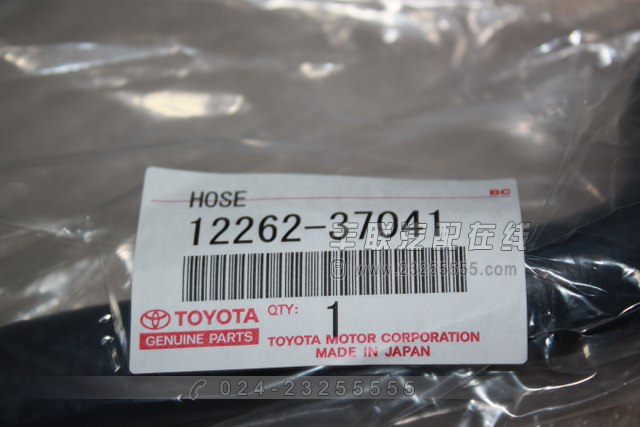 HOSE
BC
12262-37041
车联汽配在线
www.23255555.com
TOYOTA
GENUINE PARTS
QTY:
1
TOYOTA MOTOR CORPORATION
MADE IN JAPAN
024-23255555